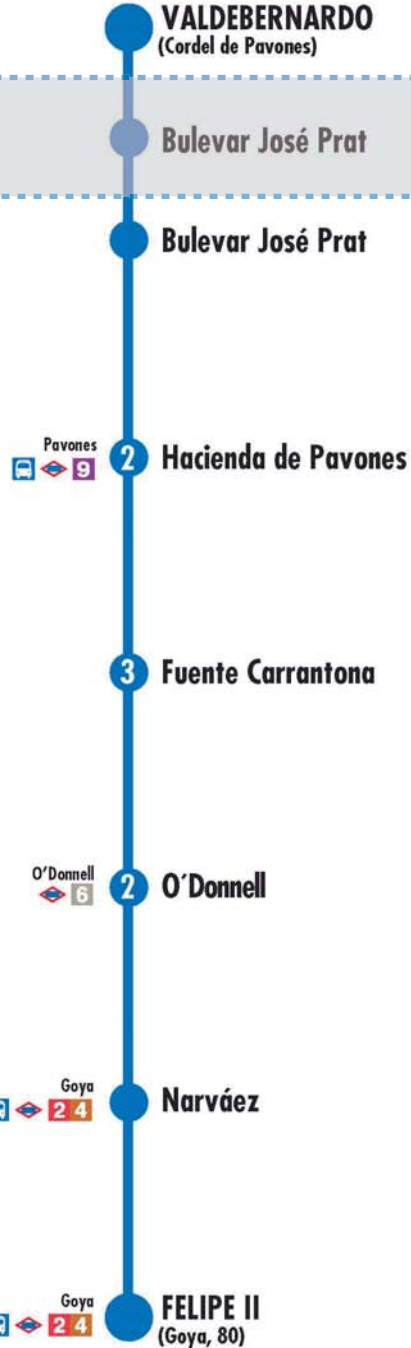 VALDEBERNARDO
(Cordel de Pavones)
Bulevar José Prat
Bulevar José Prat
Pavones
9 2 Hacienda de Pavones
3 Fuente Carrantona
O'Donnell
6 2 O´Donnell
Goya
2 4 Narváez
Goya
2 4 FELIPE II
(Goya, 80)